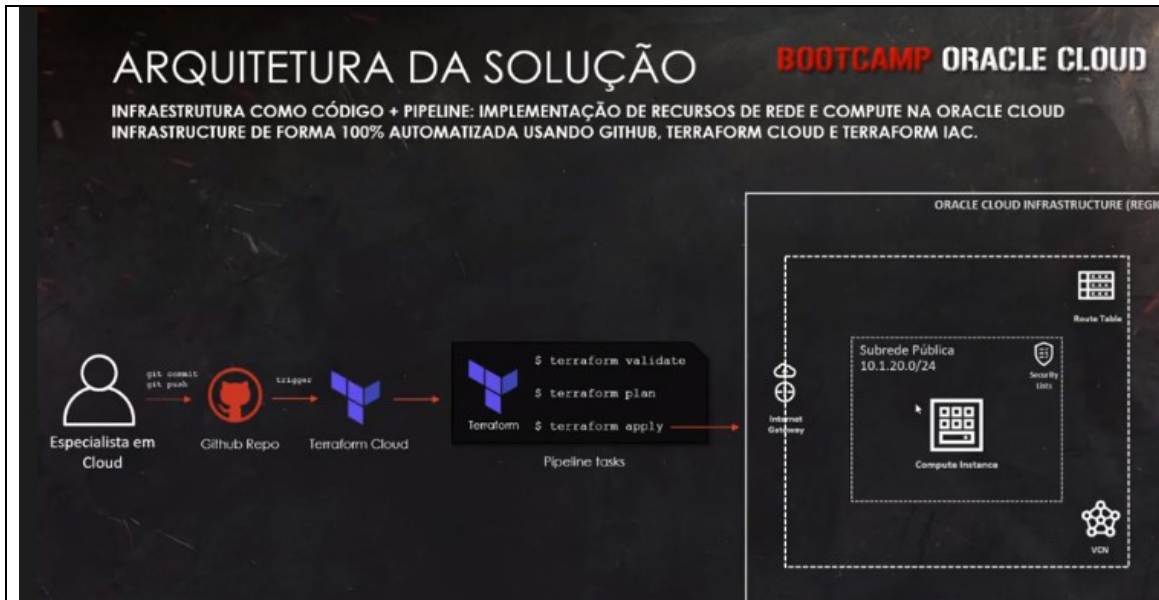 ARQUITETURA DA SOLUÇÃO
BOOTCAMP ORACLE CLOUD
INFRAESTRUTURA COMO CÓDIGO + PIPELINE: IMPLEMENTAÇÃO DE RECURSOS DE REDE E COMPUTE NA ORACLE CLOUD
INFRASTRUCTURE DE FORMA 100% AUTOMATIZADA USANDO GITHUB, TERRAFORM CLOUD E TERRAFORM IAC.
ORACLE CLOUD INFRASTRUCTURE (REGIO
Especialista em
Cloud
git commit
git push
Github Repo
trigger
Terraform Cloud
Terraform
$ terraform validate
$ terraform plan
$ terraform apply
Pipeline tasks
Internet
Gateway
Route Table
Subrede Pública
10.1.20.0/24
Security
Lists
Compute Instance
VCN